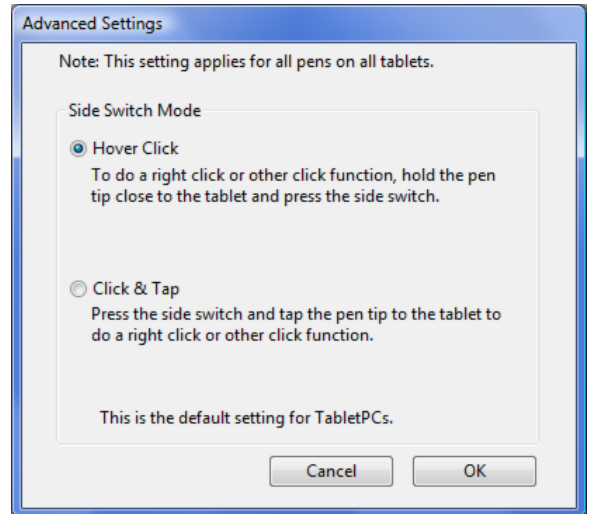 Advanced Settings
Note: This setting applies for all pens on all tablets.
Side Switch Mode
Hover Click
To do a right click or other click function, hold the pen
tip close to the tablet and press the side switch.
Click & Tap
Press the side switch and tap the pen tip to the tablet to
do a right click or other click function.
This is the default setting for TabletPCs.
Cancel OK